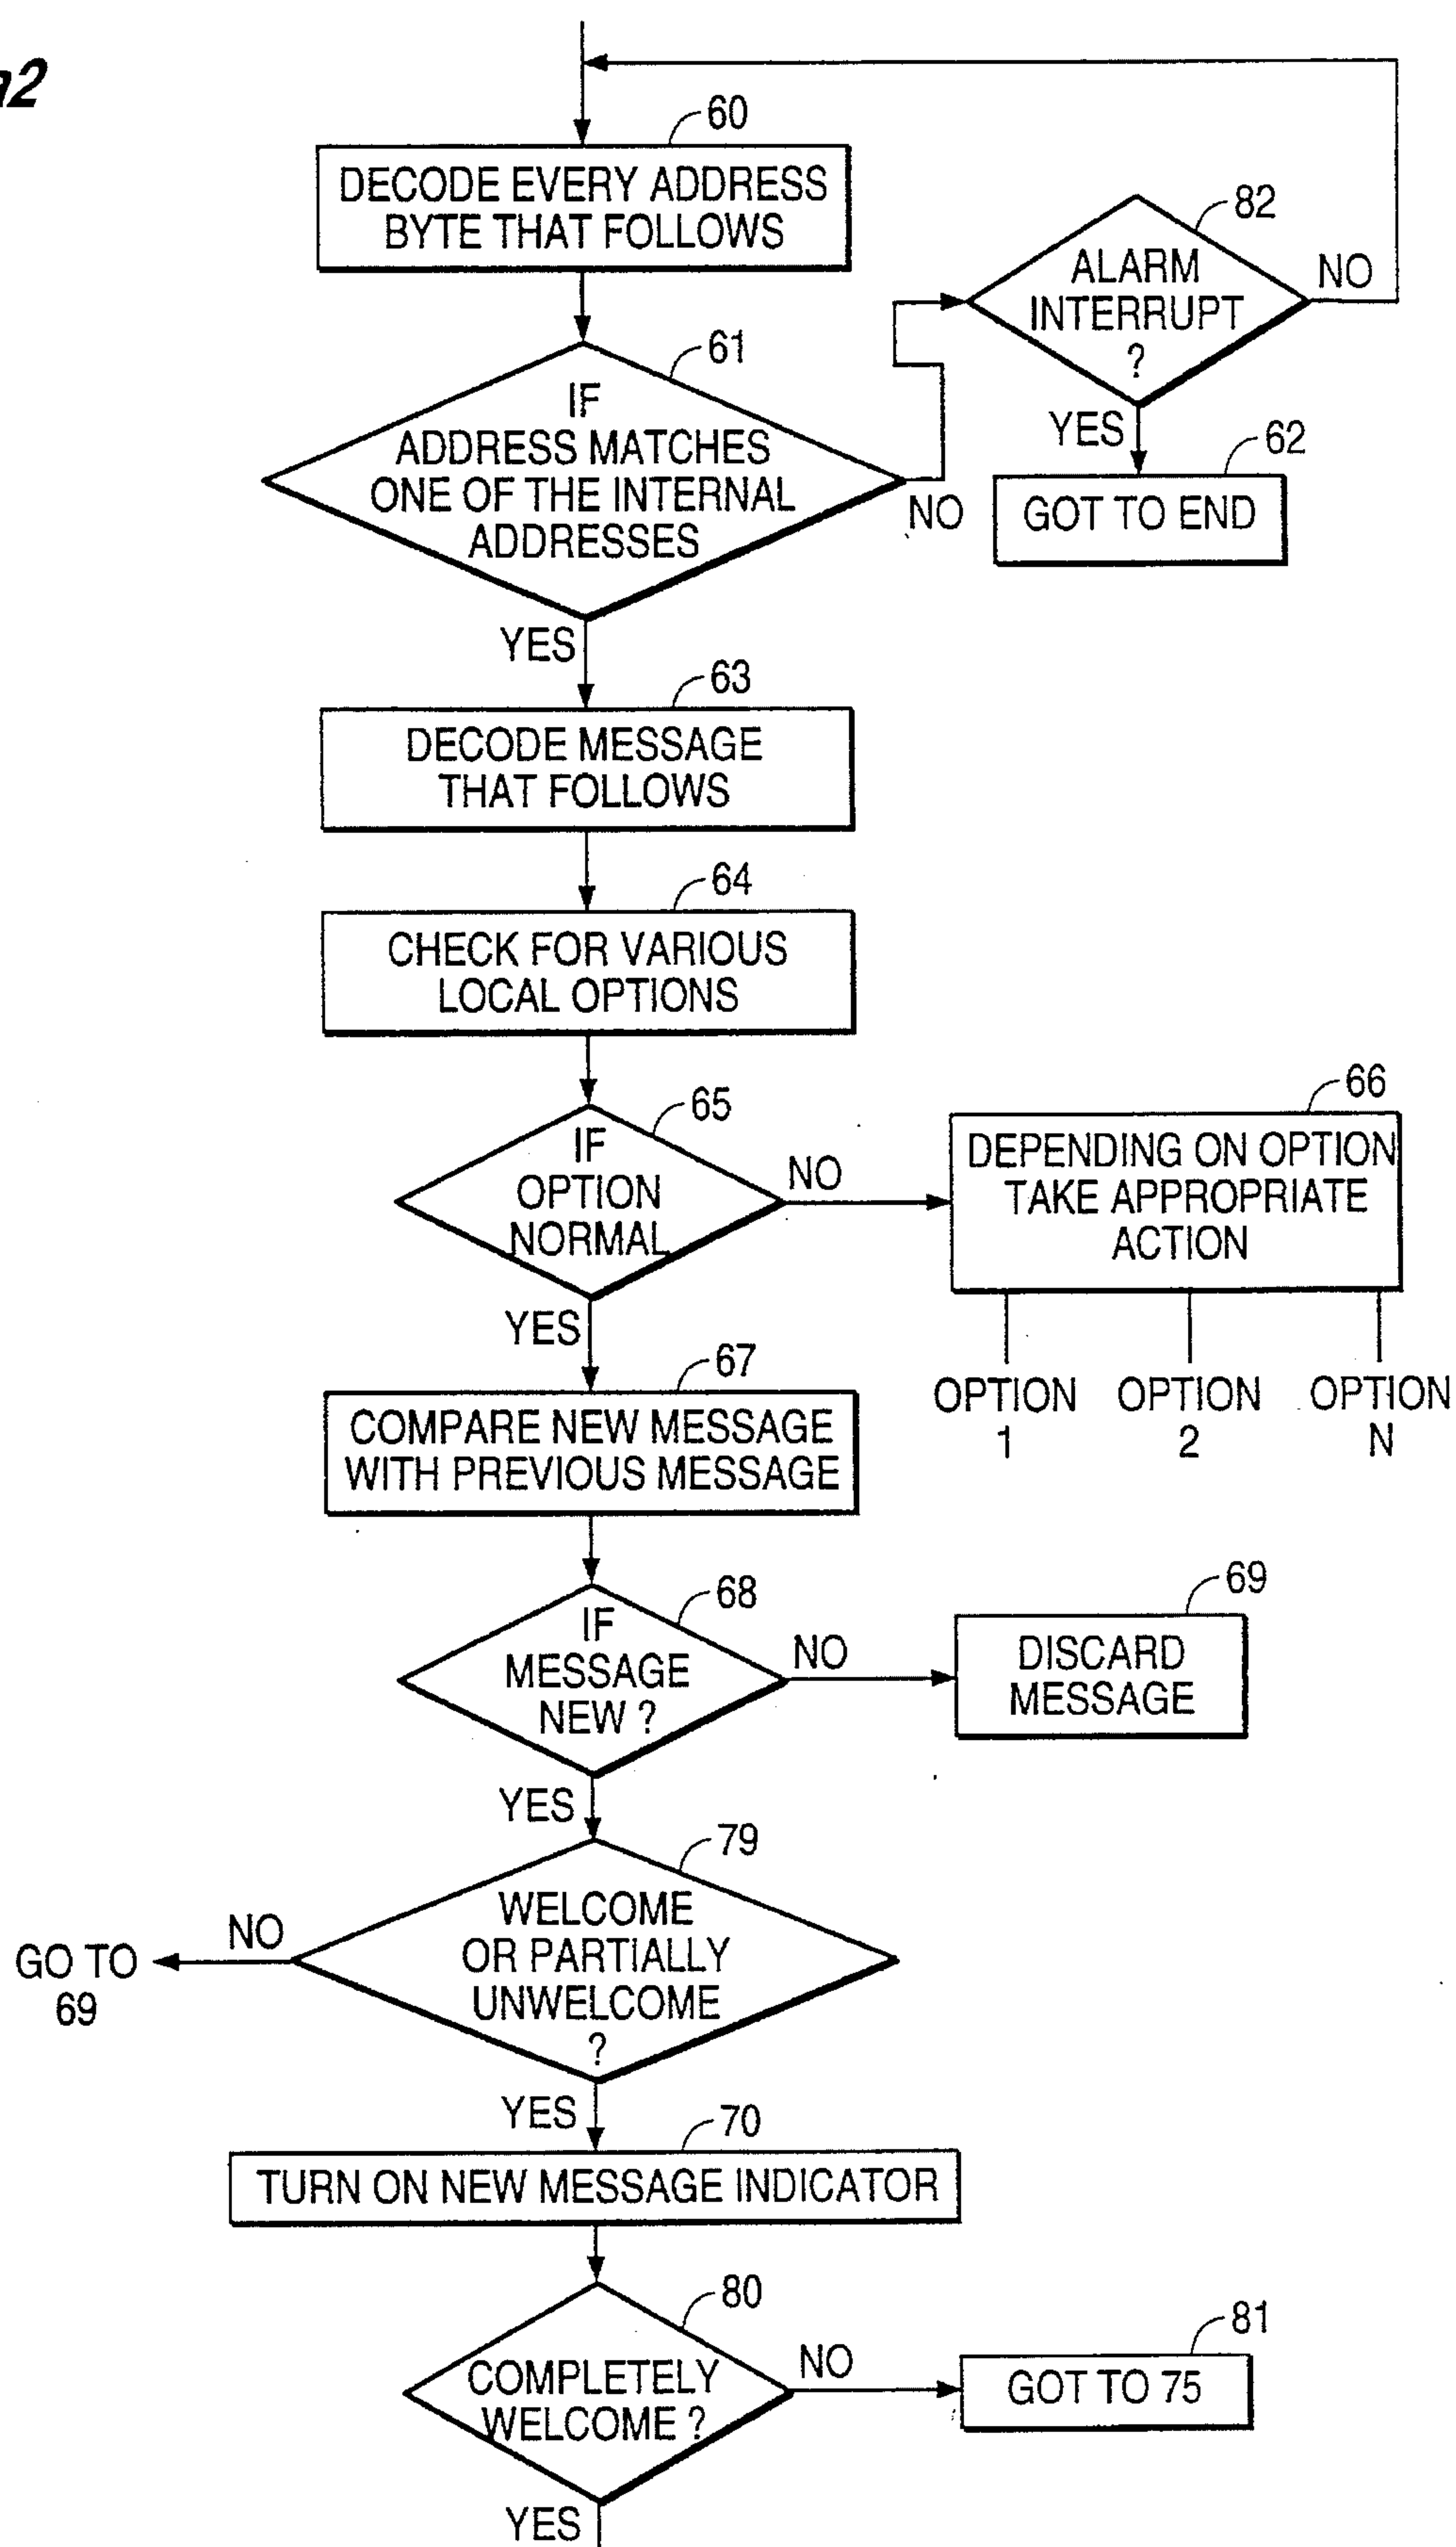 60
DECODE EVERY ADDRESS
BYTE THAT FOLLOWS
82
ALARM
INTERRUPT
?
NO
YES
62
GOT TO END
61
IF
ADDRESS MATCHES
ONE OF THE INTERNAL
ADDRESSES
NO
YES
63
DECODE MESSAGE
THAT FOLLOWS
64
CHECK FOR VARIOUS
LOCAL OPTIONS
65
IF
OPTION
NORMAL
NO
66
DEPENDING ON OPTION
TAKE APPROPRIATE
ACTION
OPTION
1
OPTION
2
OPTION
N
YES
67
COMPARE NEW MESSAGE
WITH PREVIOUS MESSAGE
68
IF
MESSAGE
NEW ?
NO
69
DISCARD
MESSAGE
YES
79
WELCOME
OR PARTIALLY
UNWELCOME
?
NO
GO TO
69
YES
70
TURN ON NEW MESSAGE INDICATOR
80
COMPLETELY
WELCOME ?
NO
81
GOT TO 75
YES